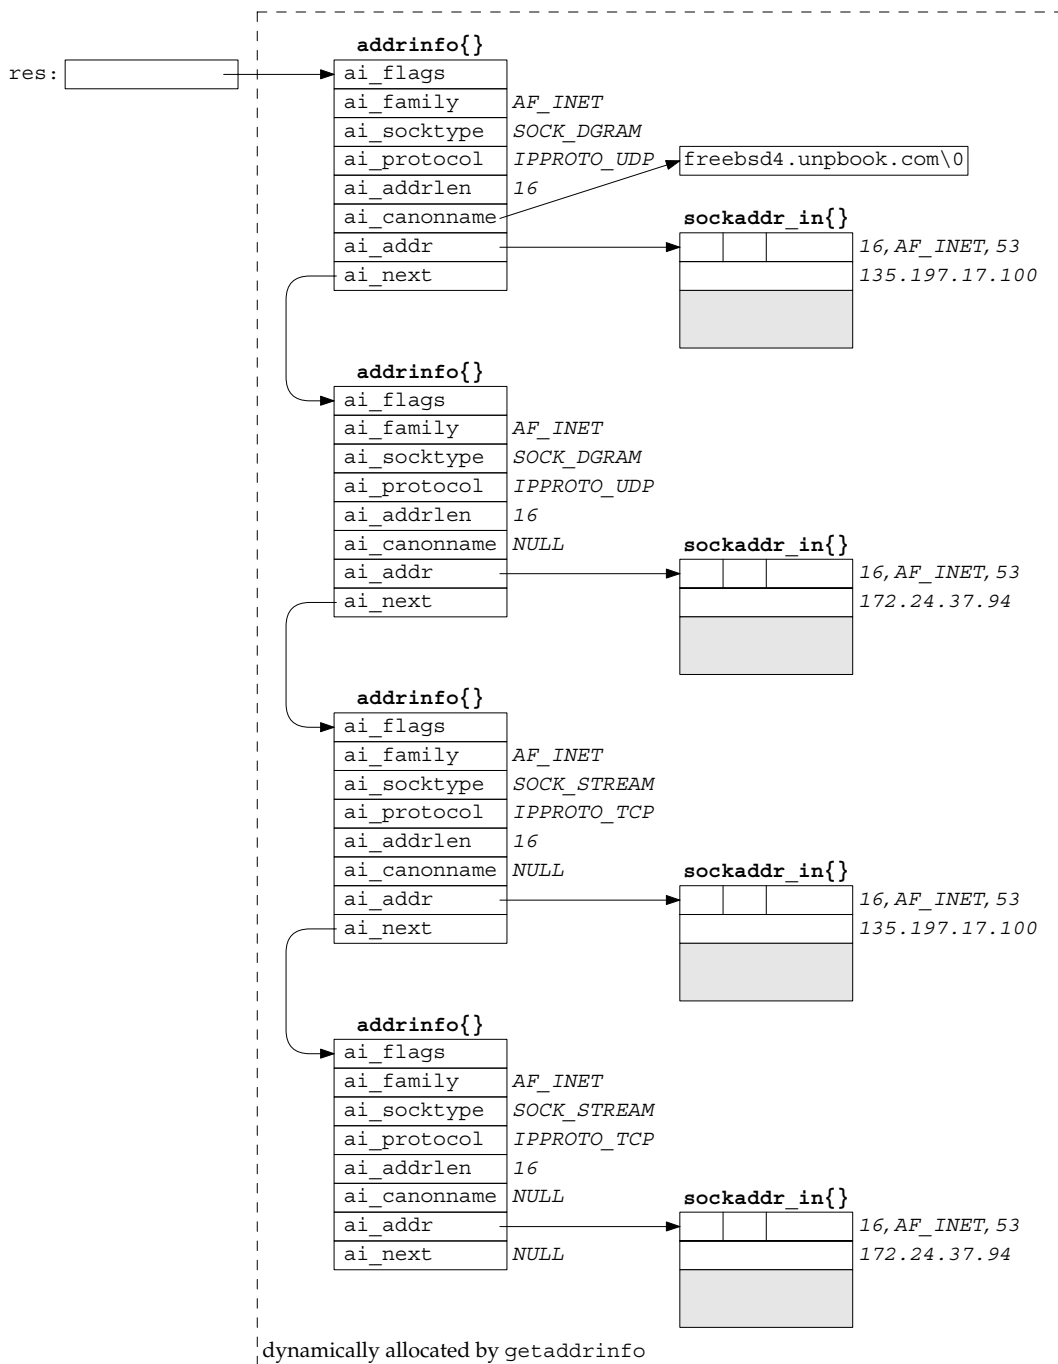 addrinfo{}
res:
ai_flags
ai_family AF_INET
ai_socktype SOCK_DGRAM
ai_protocol IPPROTO_UDP
freebsd4.unpbook.com\0
ai_addrlen 16
ai_canonname
sockaddr_in{}
ai_addr
16, AF_INET, 53
ai_next
135.197.17.100
addrinfo{}
ai_flags
ai_family AF_INET
ai_socktype SOCK_DGRAM
ai_protocol IPPROTO_UDP
ai_addrlen 16
ai_canonname NULL
sockaddr_in{}
ai_addr
16, AF_INET, 53
ai_next
172.24.37.94
addrinfo{}
ai_flags
ai_family AF_INET
ai_socktype SOCK_STREAM
ai_protocol IPPROTO_TCP
ai_addrlen 16
ai_canonname NULL
sockaddr_in{}
ai_addr
16, AF_INET, 53
ai_next
135.197.17.100
addrinfo{}
ai_flags
ai_family AF_INET
ai_socktype SOCK_STREAM
ai_protocol IPPROTO_TCP
ai_addrlen 16
ai_canonname NULL
sockaddr_in{}
ai_addr
16, AF_INET, 53
ai_next NULL
172.24.37.94
dynamically allocated by getaddrinfo